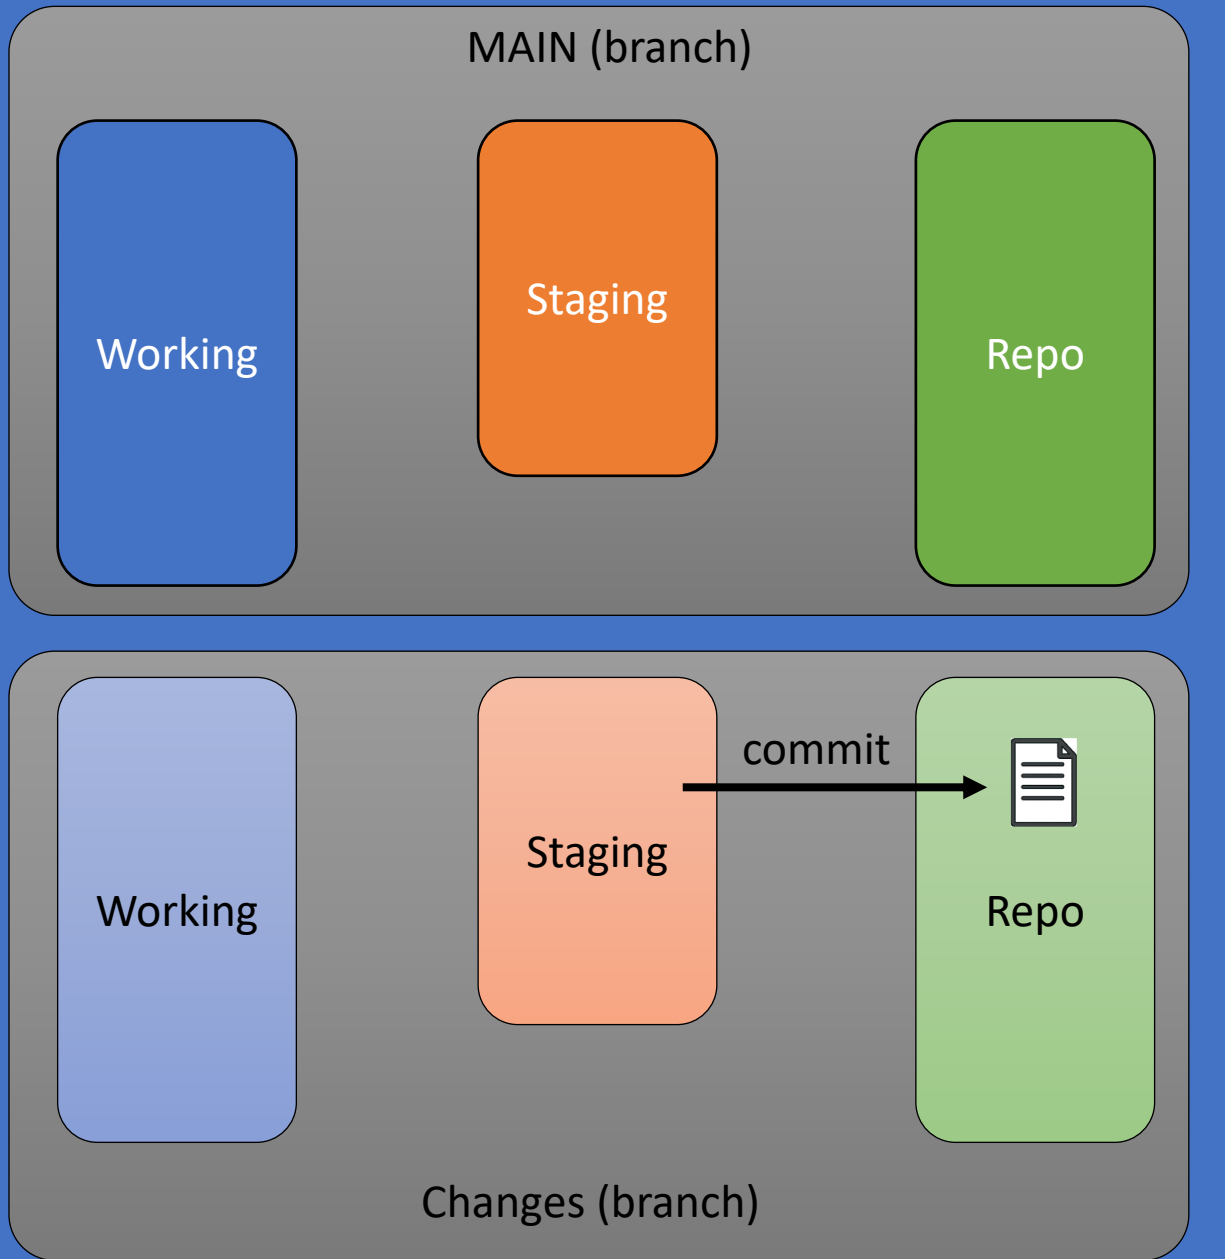 MAIN (branch)
Working
Staging
Repo
commit
Working
Staging
Repo
Changes (branch)